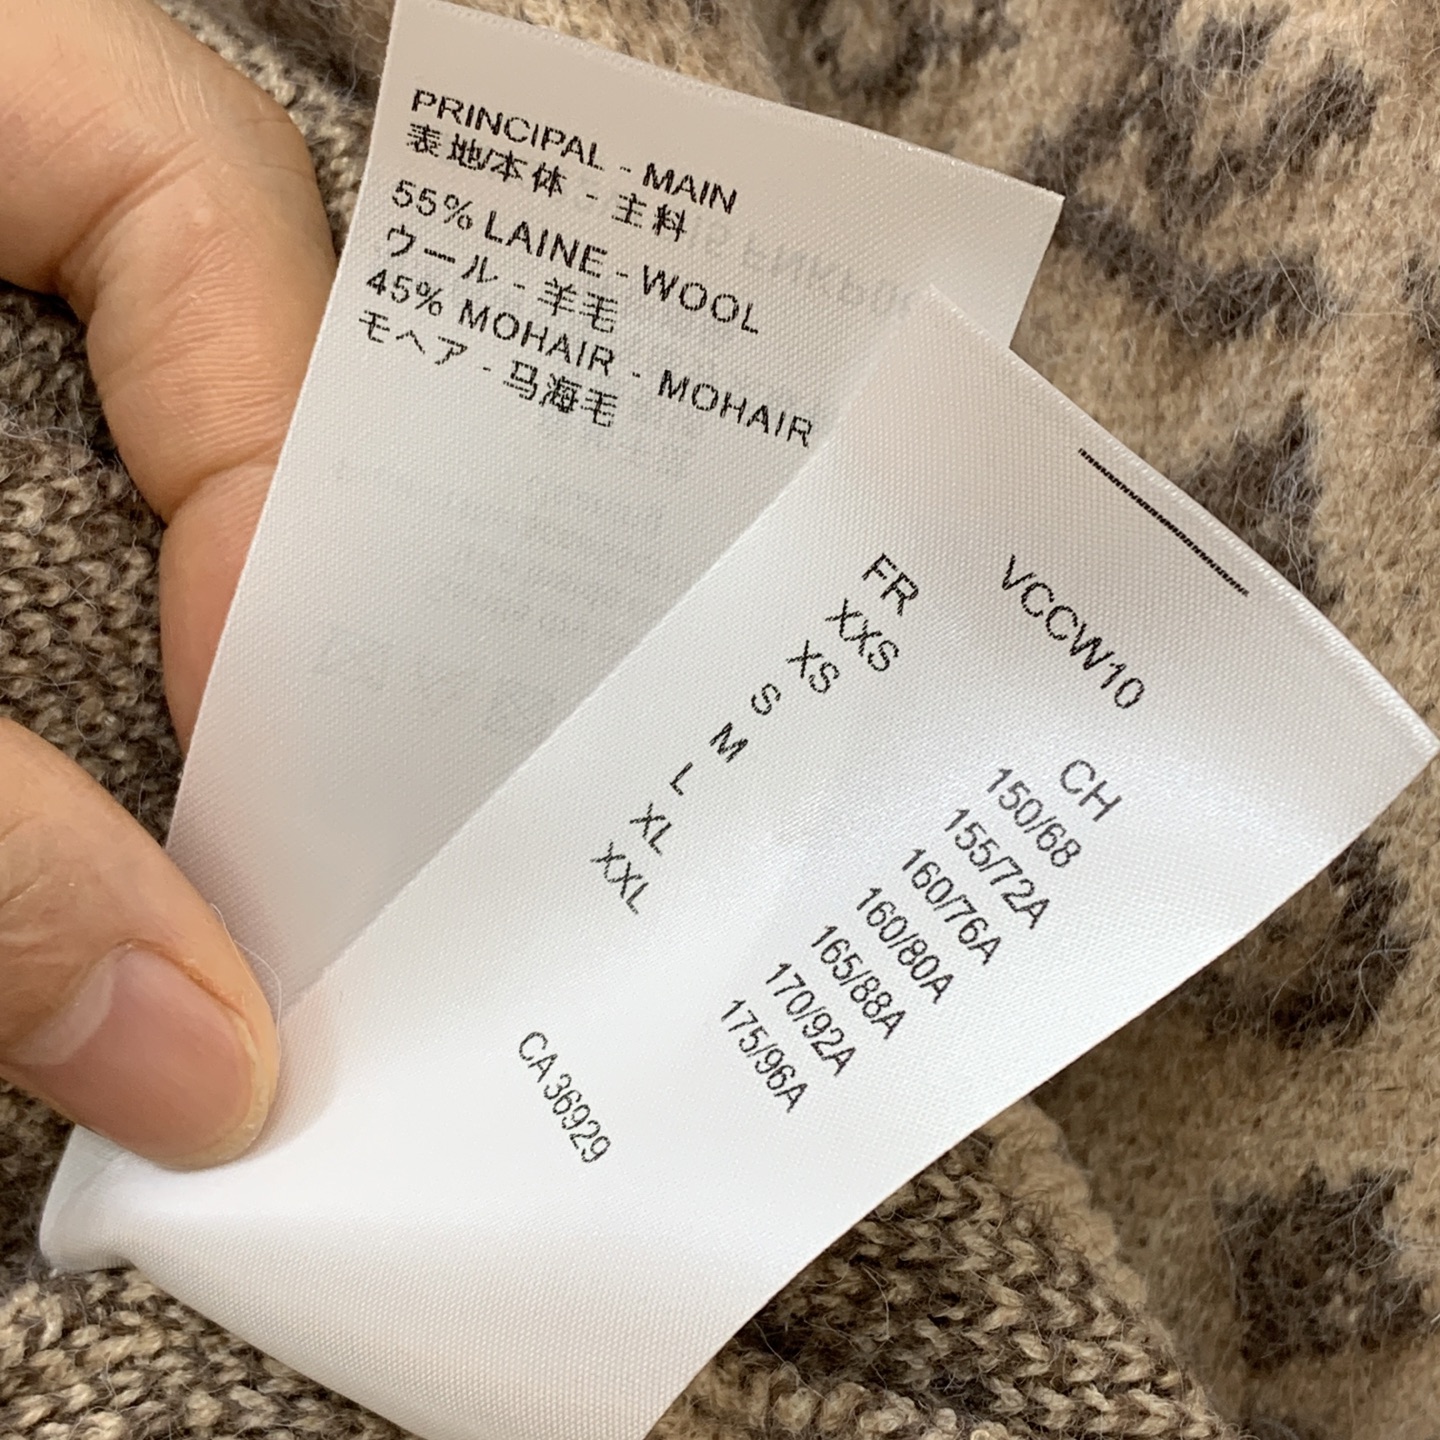 PRINCIPAL - MAIN
表地/本体 - 主料
55% LAINE - WOOL
ウール - 羊毛
45% MOHAIR - MOHAIR
モヘア - 马海毛
VCCW10
FR CH
XXS 150/68
XS 155/72A
S 160/76A
M 160/80A
L 165/88A
XL 170/92A
XXL 175/96A
CA 36929